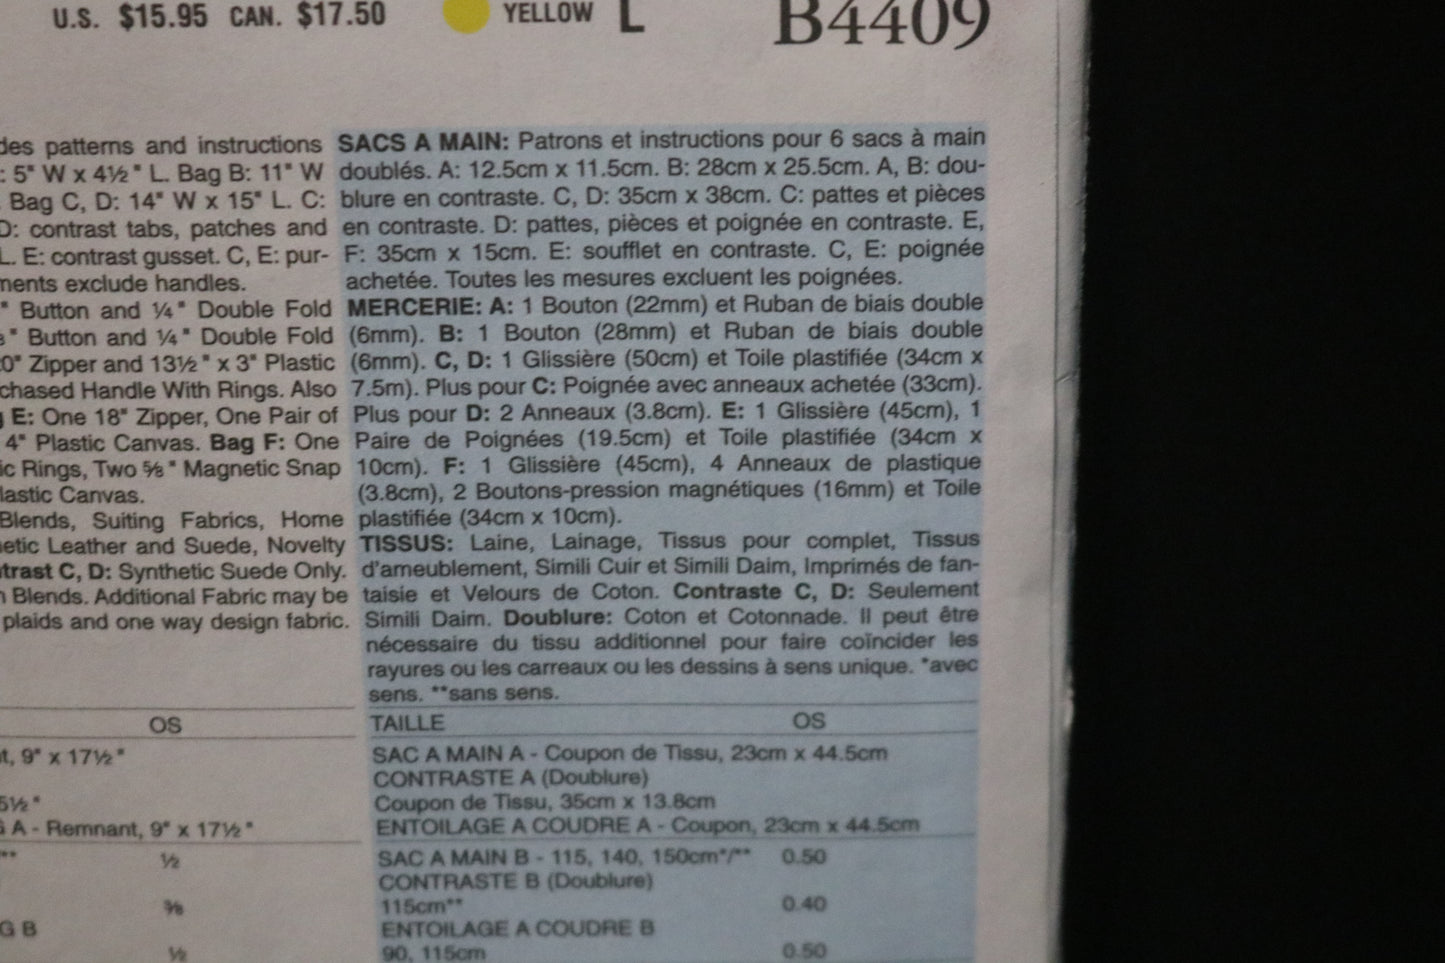 U.S. $15.95 CAN. $17.50 YELLOW L B4409
patterns and instructions
: 5" W x 4½" L. Bag B: 11" W
Bag C, D: 14" W x 15" L. C:
D: contrast tabs, patches and
L. E: contrast gusset. C, E: pur-
exclude handles.
" Button and ¼" Double Fold
" Button and ¼" Double Fold
Zipper and 13½" x 3" Plastic
Handle With Rings. Also
E: One 18" Zipper, One Pair of
4" Plastic Canvas. Bag F: One
Rings, Two ⅝" Magnetic Snap
Canvas.
Blends, Suiting Fabrics, Home
Leather and Suede, Novelty
C, D: Synthetic Suede Only.
Blends. Additional Fabric may be
plaids and one way design fabric.
OS
9" x 17½"
A - Remnant, 9" x 17½"
** ½
⅜
B
½
SACS A MAIN: Patrons et instructions pour 6 sacs à main
doublés. A: 12.5cm x 11.5cm. B: 28cm x 25.5cm. A, B: dou-
blure en contraste. C, D: 35cm x 38cm. C: pattes et pièces
en contraste. D: pattes, pièces et poignée en contraste. E,
F: 35cm x 15cm. E: soufflet en contraste. C, E: poignée
achetée. Toutes les mesures excluent les poignées.
MERCERIE: A: 1 Bouton (22mm) et Ruban de biais double
(6mm). B: 1 Bouton (28mm) et Ruban de biais double
(6mm). C, D: 1 Glissière (50cm) et Toile plastifiée (34cm x
7.5m). Plus pour C: Poignée avec anneaux achetée (33cm).
Plus pour D: 2 Anneaux (3.8cm). E: 1 Glissière (45cm), 1
Paire de Poignées (19.5cm) et Toile plastifiée (34cm x
10cm). F: 1 Glissière (45cm), 4 Anneaux de plastique
(3.8cm), 2 Boutons-pression magnétiques (16mm) et Toile
plastifiée (34cm x 10cm).
TISSUS: Laine, Lainage, Tissus pour complet, Tissus
d'ameublement, Simili Cuir et Simili Daim, Imprimés de fan-
taisie et Velours de Coton. Contraste C, D: Seulement
Simili Daim. Doublure: Coton et Cotonnade. Il peut être
nécessaire du tissu additionnel pour faire coïncider les
rayures ou les carreaux ou les dessins à sens unique. *avec
sens. **sans sens.
TAILLE OS
SAC A MAIN A - Coupon de Tissu, 23cm x 44.5cm
CONTRASTE A (Doublure)
Coupon de Tissu, 35cm x 13.8cm
ENTOILAGE A COUDRE A - Coupon, 23cm x 44.5cm
SAC A MAIN B - 115, 140, 150cm*/** 0.50
CONTRASTE B (Doublure)
115cm** 0.40
ENTOILAGE A COUDRE B
90, 115cm 0.50